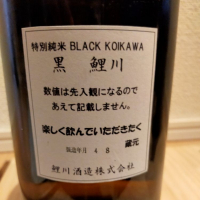 特別純米 BLACK KOIKAWA
黒 鯉川
数値は先入観になるので
あえて記載しません。
楽しく飲んでいただきたく
蔵元
製造年月 4 8
鯉川酒造株式会社